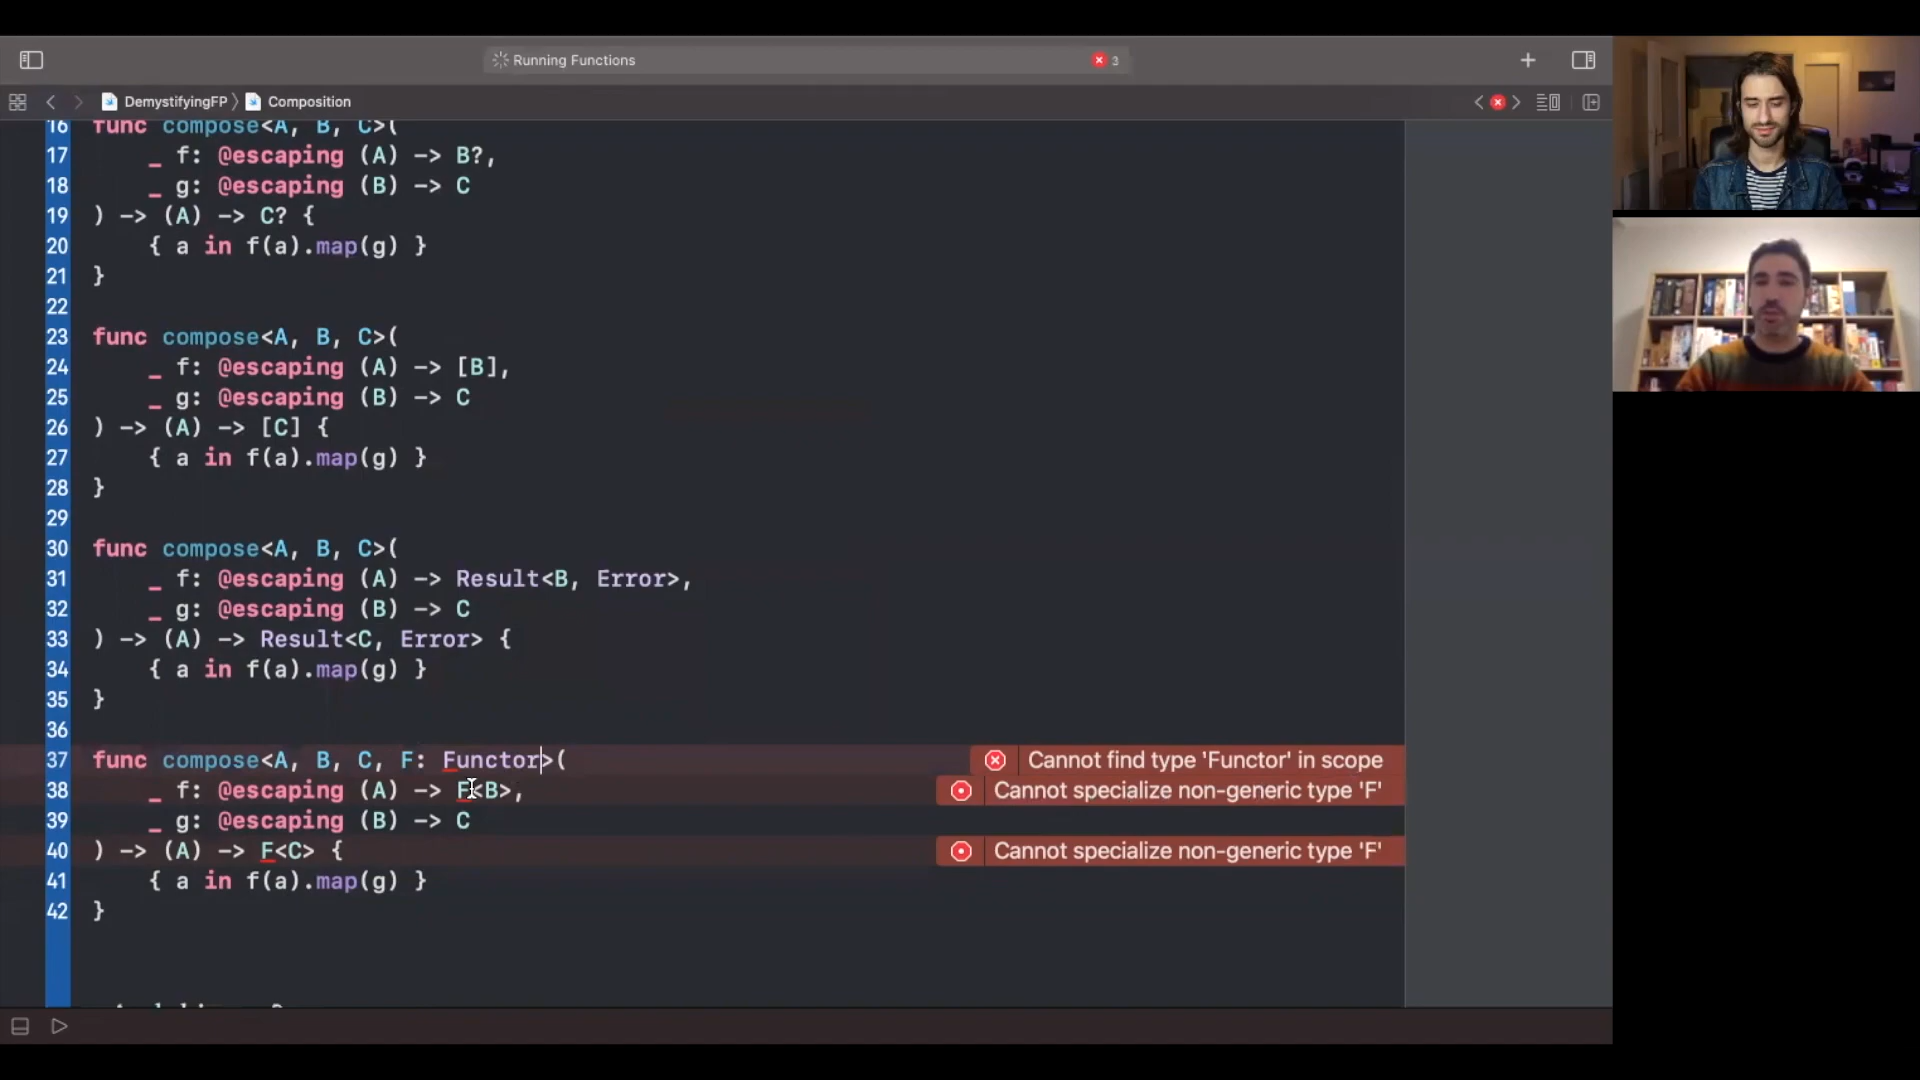 Running Functions
3
DemystifyingFP
Composition
16 func compose<A, B, C>(
17 _ f: @escaping (A) -> B?,
18 _ g: @escaping (B) -> C
19 ) -> (A) -> C? {
20 { a in f(a).map(g) }
21 }
22
23 func compose<A, B, C>(
24 _ f: @escaping (A) -> [B],
25 _ g: @escaping (B) -> C
26 ) -> (A) -> [C] {
27 { a in f(a).map(g) }
28 }
29
30 func compose<A, B, C>(
31 _ f: @escaping (A) -> Result<B, Error>,
32 _ g: @escaping (B) -> C
33 ) -> (A) -> Result<C, Error> {
34 { a in f(a).map(g) }
35 }
36
37 func compose<A, B, C, F: Functor>( Cannot find type 'Functor' in scope
38 _ f: @escaping (A) -> F<B>, Cannot specialize non-generic type 'F'
39 _ g: @escaping (B) -> C
40 ) -> (A) -> F<C> { Cannot specialize non-generic type 'F'
41 { a in f(a).map(g) }
42 }